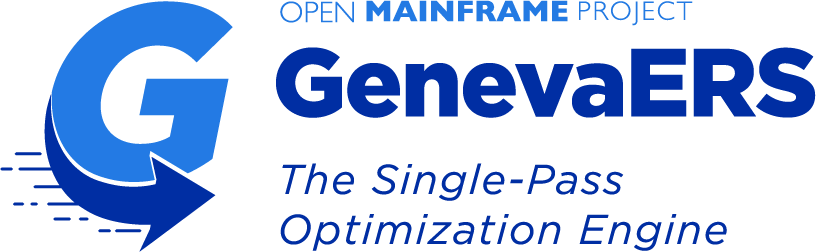 OPEN MAINFRAME PROJECT
GenevaERS
The Single-Pass
Optimization Engine